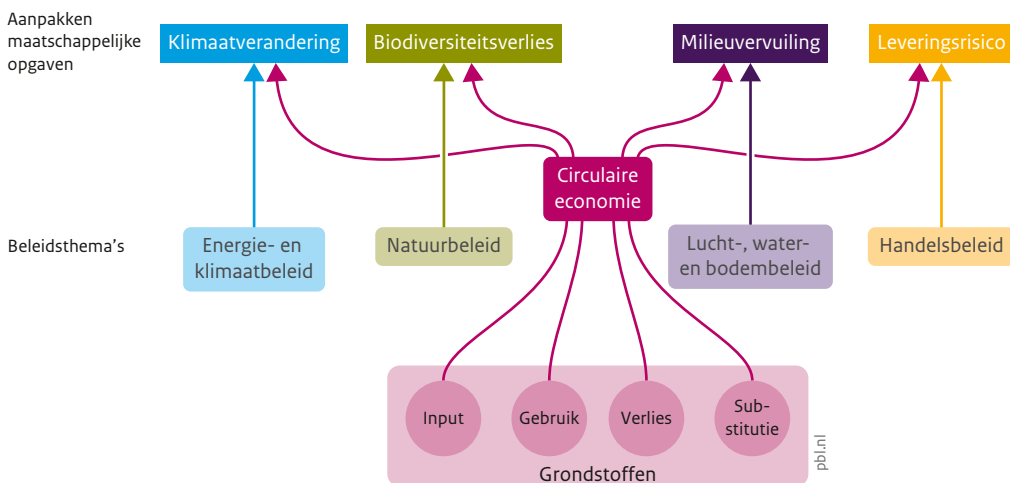 Aanpakken
maatschappelijke
opgaven
Klimaatverandering
Biodiversiteitsverlies
Milieuvervuiling
Leveringsrisico
Circulaire
economie
Beleidsthema's
Energie- en
klimaatbeleid
Natuurbeleid
Lucht-, water-
en bodembeleid
Handelsbeleid
Input
Gebruik
Verlies
Sub-
stitutie
Grondstoffen
pbl.nl